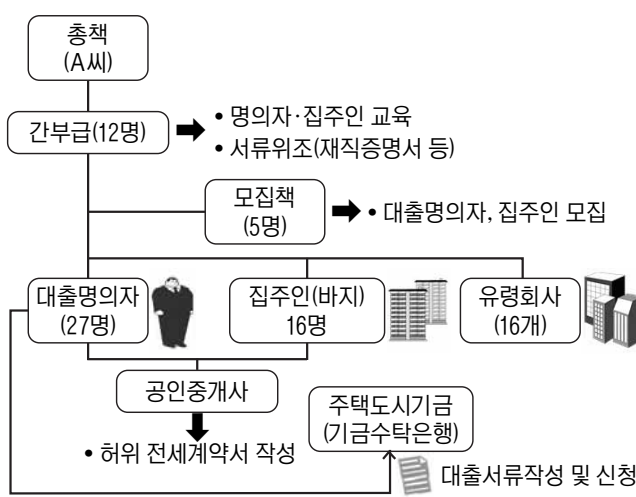 총책
(A씨)
간부급(12명)
• 명의자·집주인 교육
• 서류위조(재직증명서 등)
모집책
(5명)
• 대출명의자, 집주인 모집
대출명의자
(27명)
집주인(바지)
16명
유령회사
(16개)
공인중개사
주택도시기금
(기금수탁은행)
• 허위 전세계약서 작성
대출서류작성 및 신청